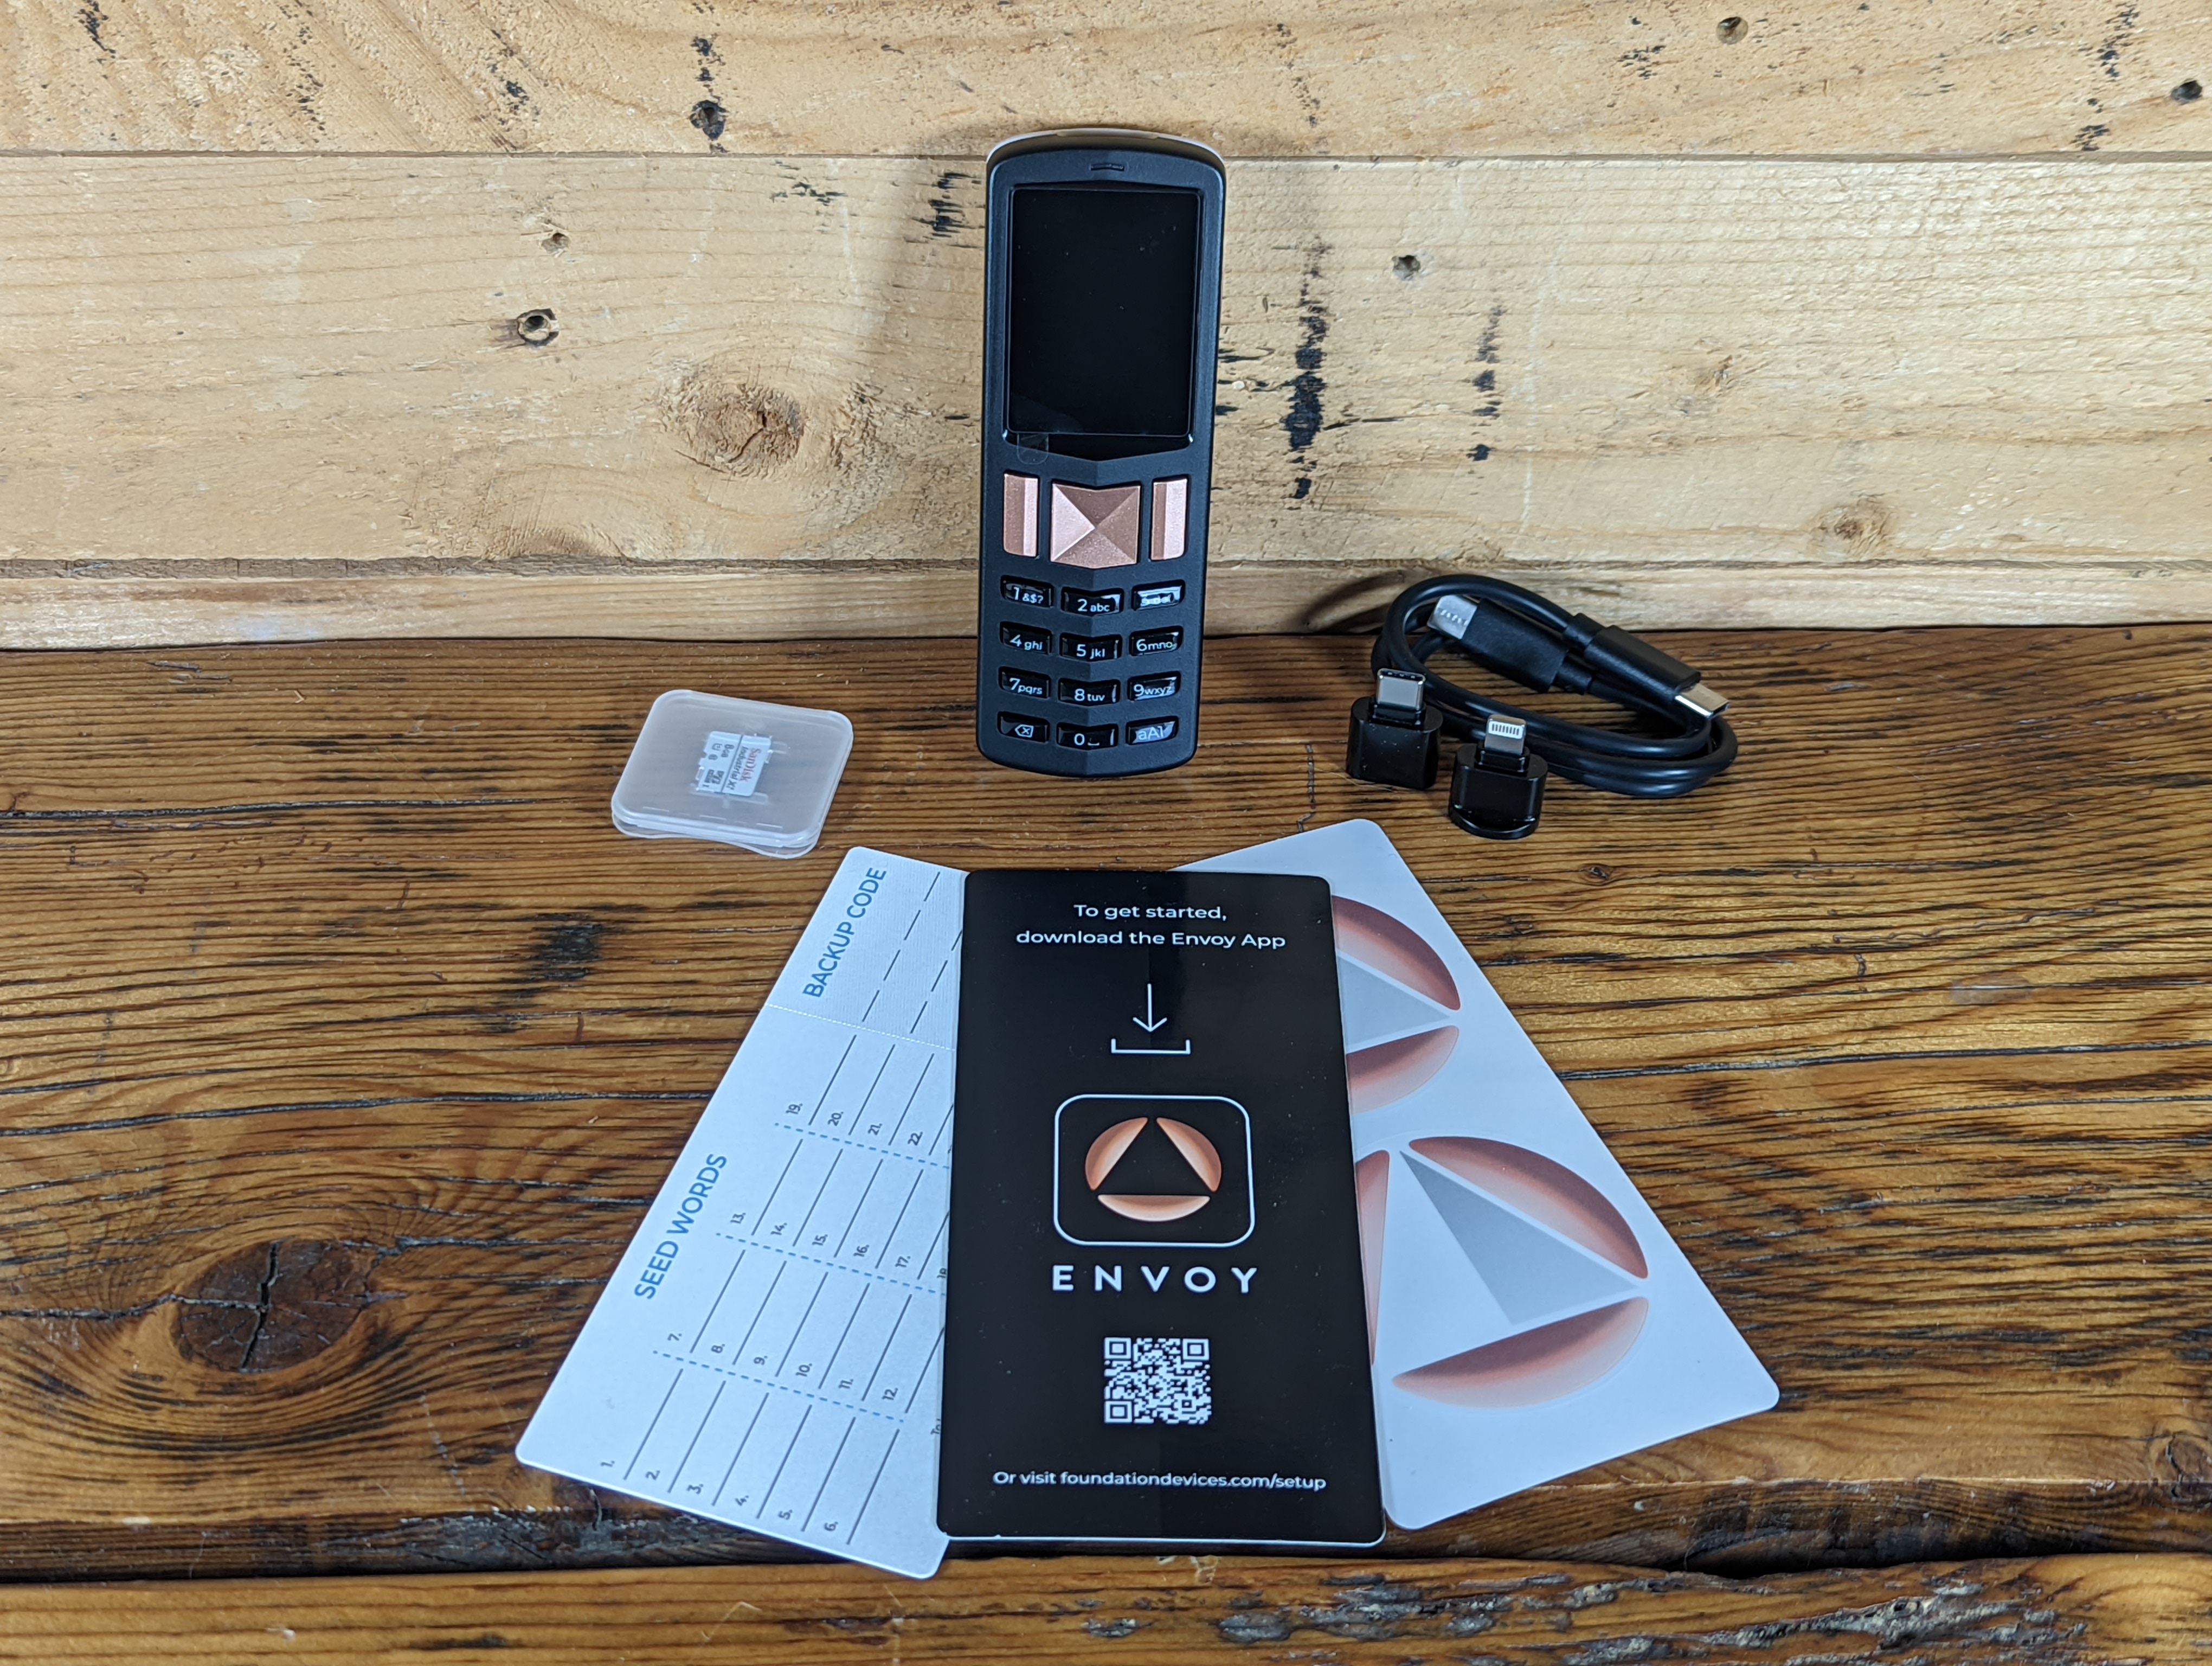 1 &$?
2 abc
4 ghi
5 jkl
6 mno
7 pqrs
8 tuv
9 wxyz
0
aA1
SanDisk
Industrial
8GB
BACKUP CODE
SEED WORDS
1.
2.
3.
4.
5.
6.
7.
8.
9.
10.
11.
12.
13.
14.
15.
16.
17.
18
19.
20.
21.
22.
To get started,
download the Envoy App
ENVOY
Or visit foundationdevices.com/setup